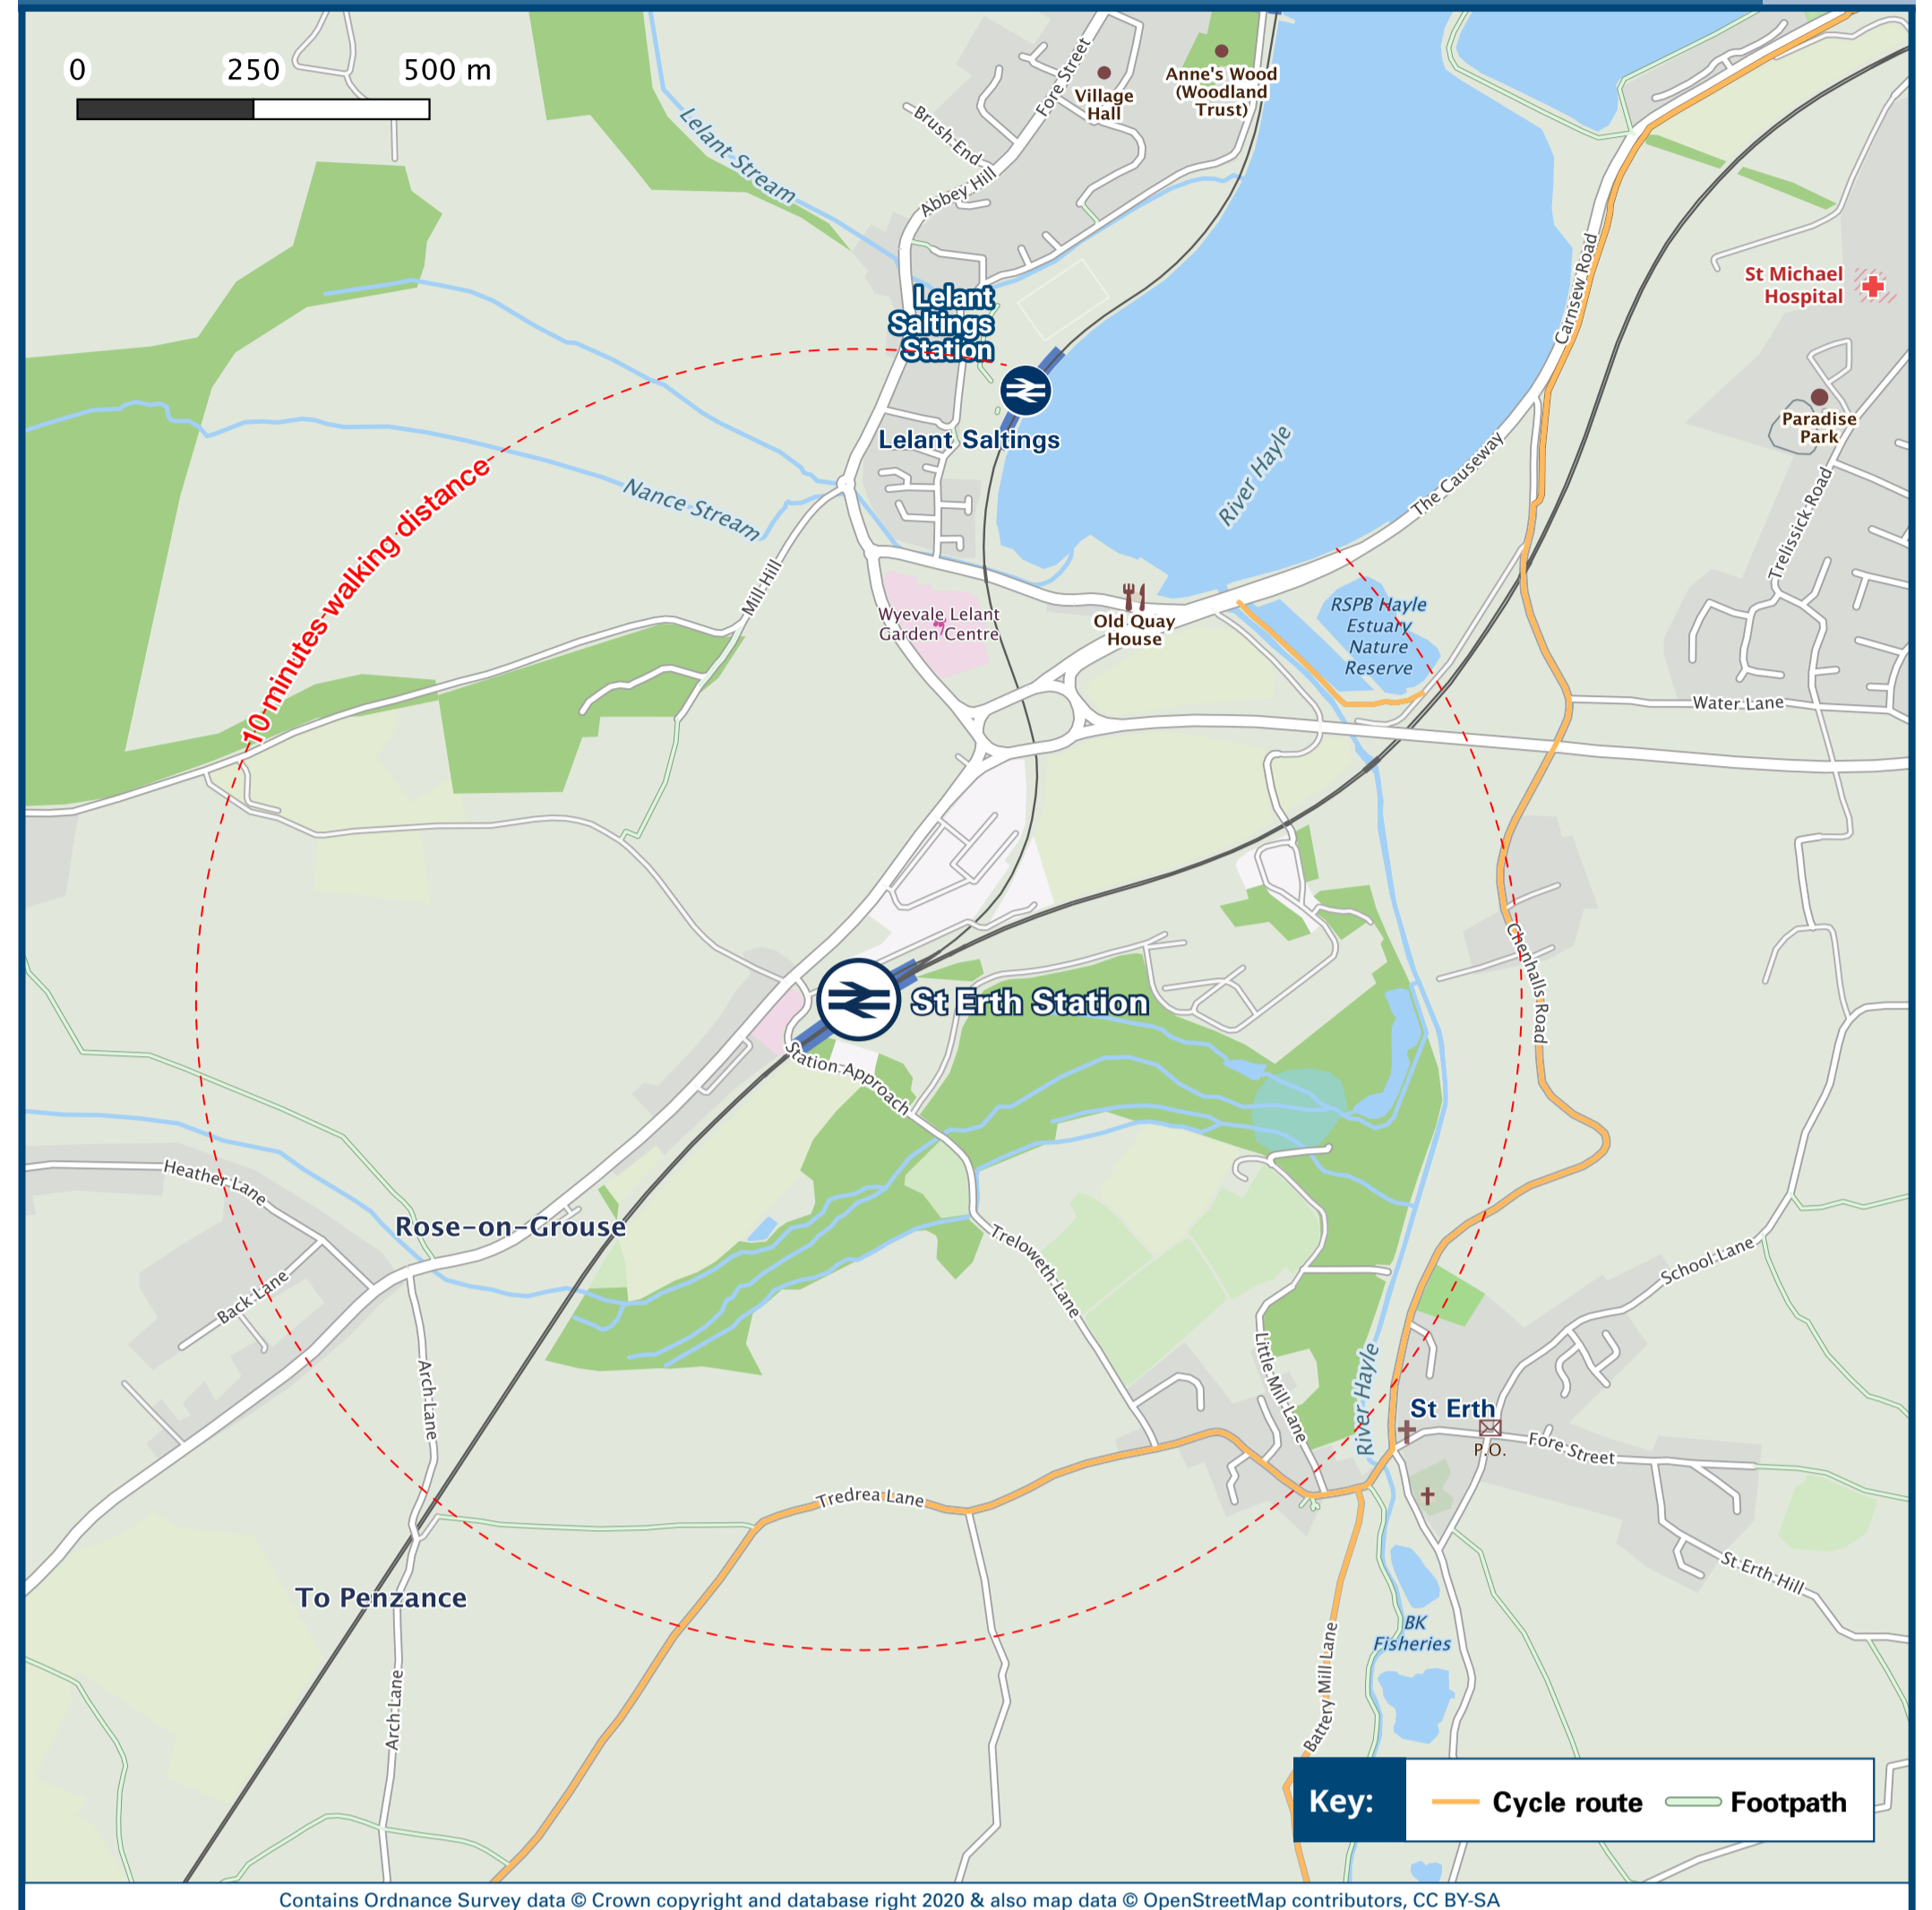 0 250 500 m
Lelant Stream
Brush End
Fore Street
Abbey Hill
Village
Hall
Anne's Wood
(Woodland
Trust)
St Michael
Hospital
Carnsew Road
Lelant
Saltings
Station
Lelant Saltings
River Hayle
The Causeway
Paradise
Park
Trelissick Road
10 minutes walking distance
Nance Stream
Mill Hill
Wyevale Lelant
Garden Centre
Old Quay
House
RSPB Hayle
Estuary
Nature
Reserve
Water Lane
Chenhalls Road
St Erth Station
Station Approach
Heather Lane
Rose-on-Grouse
Back Lane
Treloweth Lane
School Lane
Arch Lane
Little Mill Lane
River Hayle
St Erth
P.O.
Fore Street
Tredrea Lane
St Erth Hill
To Penzance
BK
Fisheries
Arch Lane
Battery Mill Lane
Key: Cycle route Footpath
Contains Ordnance Survey data © Crown copyright and database right 2020 & also map data © OpenStreetMap contributors, CC BY-SA